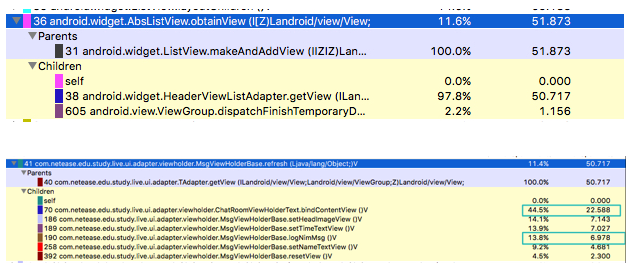 36 android.widget.AbsListView.obtainView (I[Z)Landroid/view/View; 11.6% 51.873
Parents
31 android.widget.ListView.makeAndAddView (IIZIZ)Lan... 100.0% 51.873
Children
self 0.0% 0.000
38 android.widget.HeaderViewListAdapter.getView (ILan... 97.8% 50.717
605 android.view.ViewGroup.dispatchFinishTemporaryD... 2.2% 1.156
41 com.netease.edu.study.live.ui.adapter.viewholder.MsgViewHolderBase.refresh (Ljava/lang/Object;)V 11.4% 50.717
Parents
40 com.netease.edu.study.live.ui.adapter.TAdapter.getView (ILandroid/view/View;Landroid/view/ViewGroup;Z)Landroid/view/View; 100.0% 50.717
Children
self 0.0% 0.000
70 com.netease.edu.study.live.ui.adapter.viewholder.ChatRoomViewHolderText.bindContentView ()V 44.5% 22.588
186 com.netease.edu.study.live.ui.adapter.viewholder.MsgViewHolderBase.setHeadImageView ()V 14.1% 7.143
189 com.netease.edu.study.live.ui.adapter.viewholder.MsgViewHolderBase.setTimeTextView ()V 13.9% 7.027
190 com.netease.edu.study.live.ui.adapter.viewholder.MsgViewHolderBase.logNimMsg ()V 13.8% 6.978
258 com.netease.edu.study.live.ui.adapter.viewholder.MsgViewHolderBase.setNameTextView ()V 9.2% 4.681
392 com.netease.edu.study.live.ui.adapter.viewholder.MsgViewHolderBase.resetView ()V 4.5% 2.300